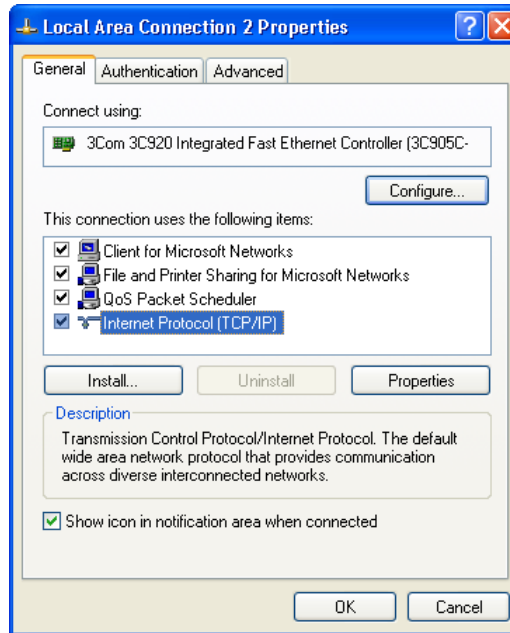 Local Area Connection 2 Properties
?
General Authentication Advanced
Connect using:
3Com 3C920 Integrated Fast Ethernet Controller (3C905C-
Configure...
This connection uses the following items:
Client for Microsoft Networks
File and Printer Sharing for Microsoft Networks
QoS Packet Scheduler
Internet Protocol (TCP/IP)
Install... Uninstall Properties
Description
Transmission Control Protocol/Internet Protocol. The default
wide area network protocol that provides communication
across diverse interconnected networks.
Show icon in notification area when connected
OK Cancel